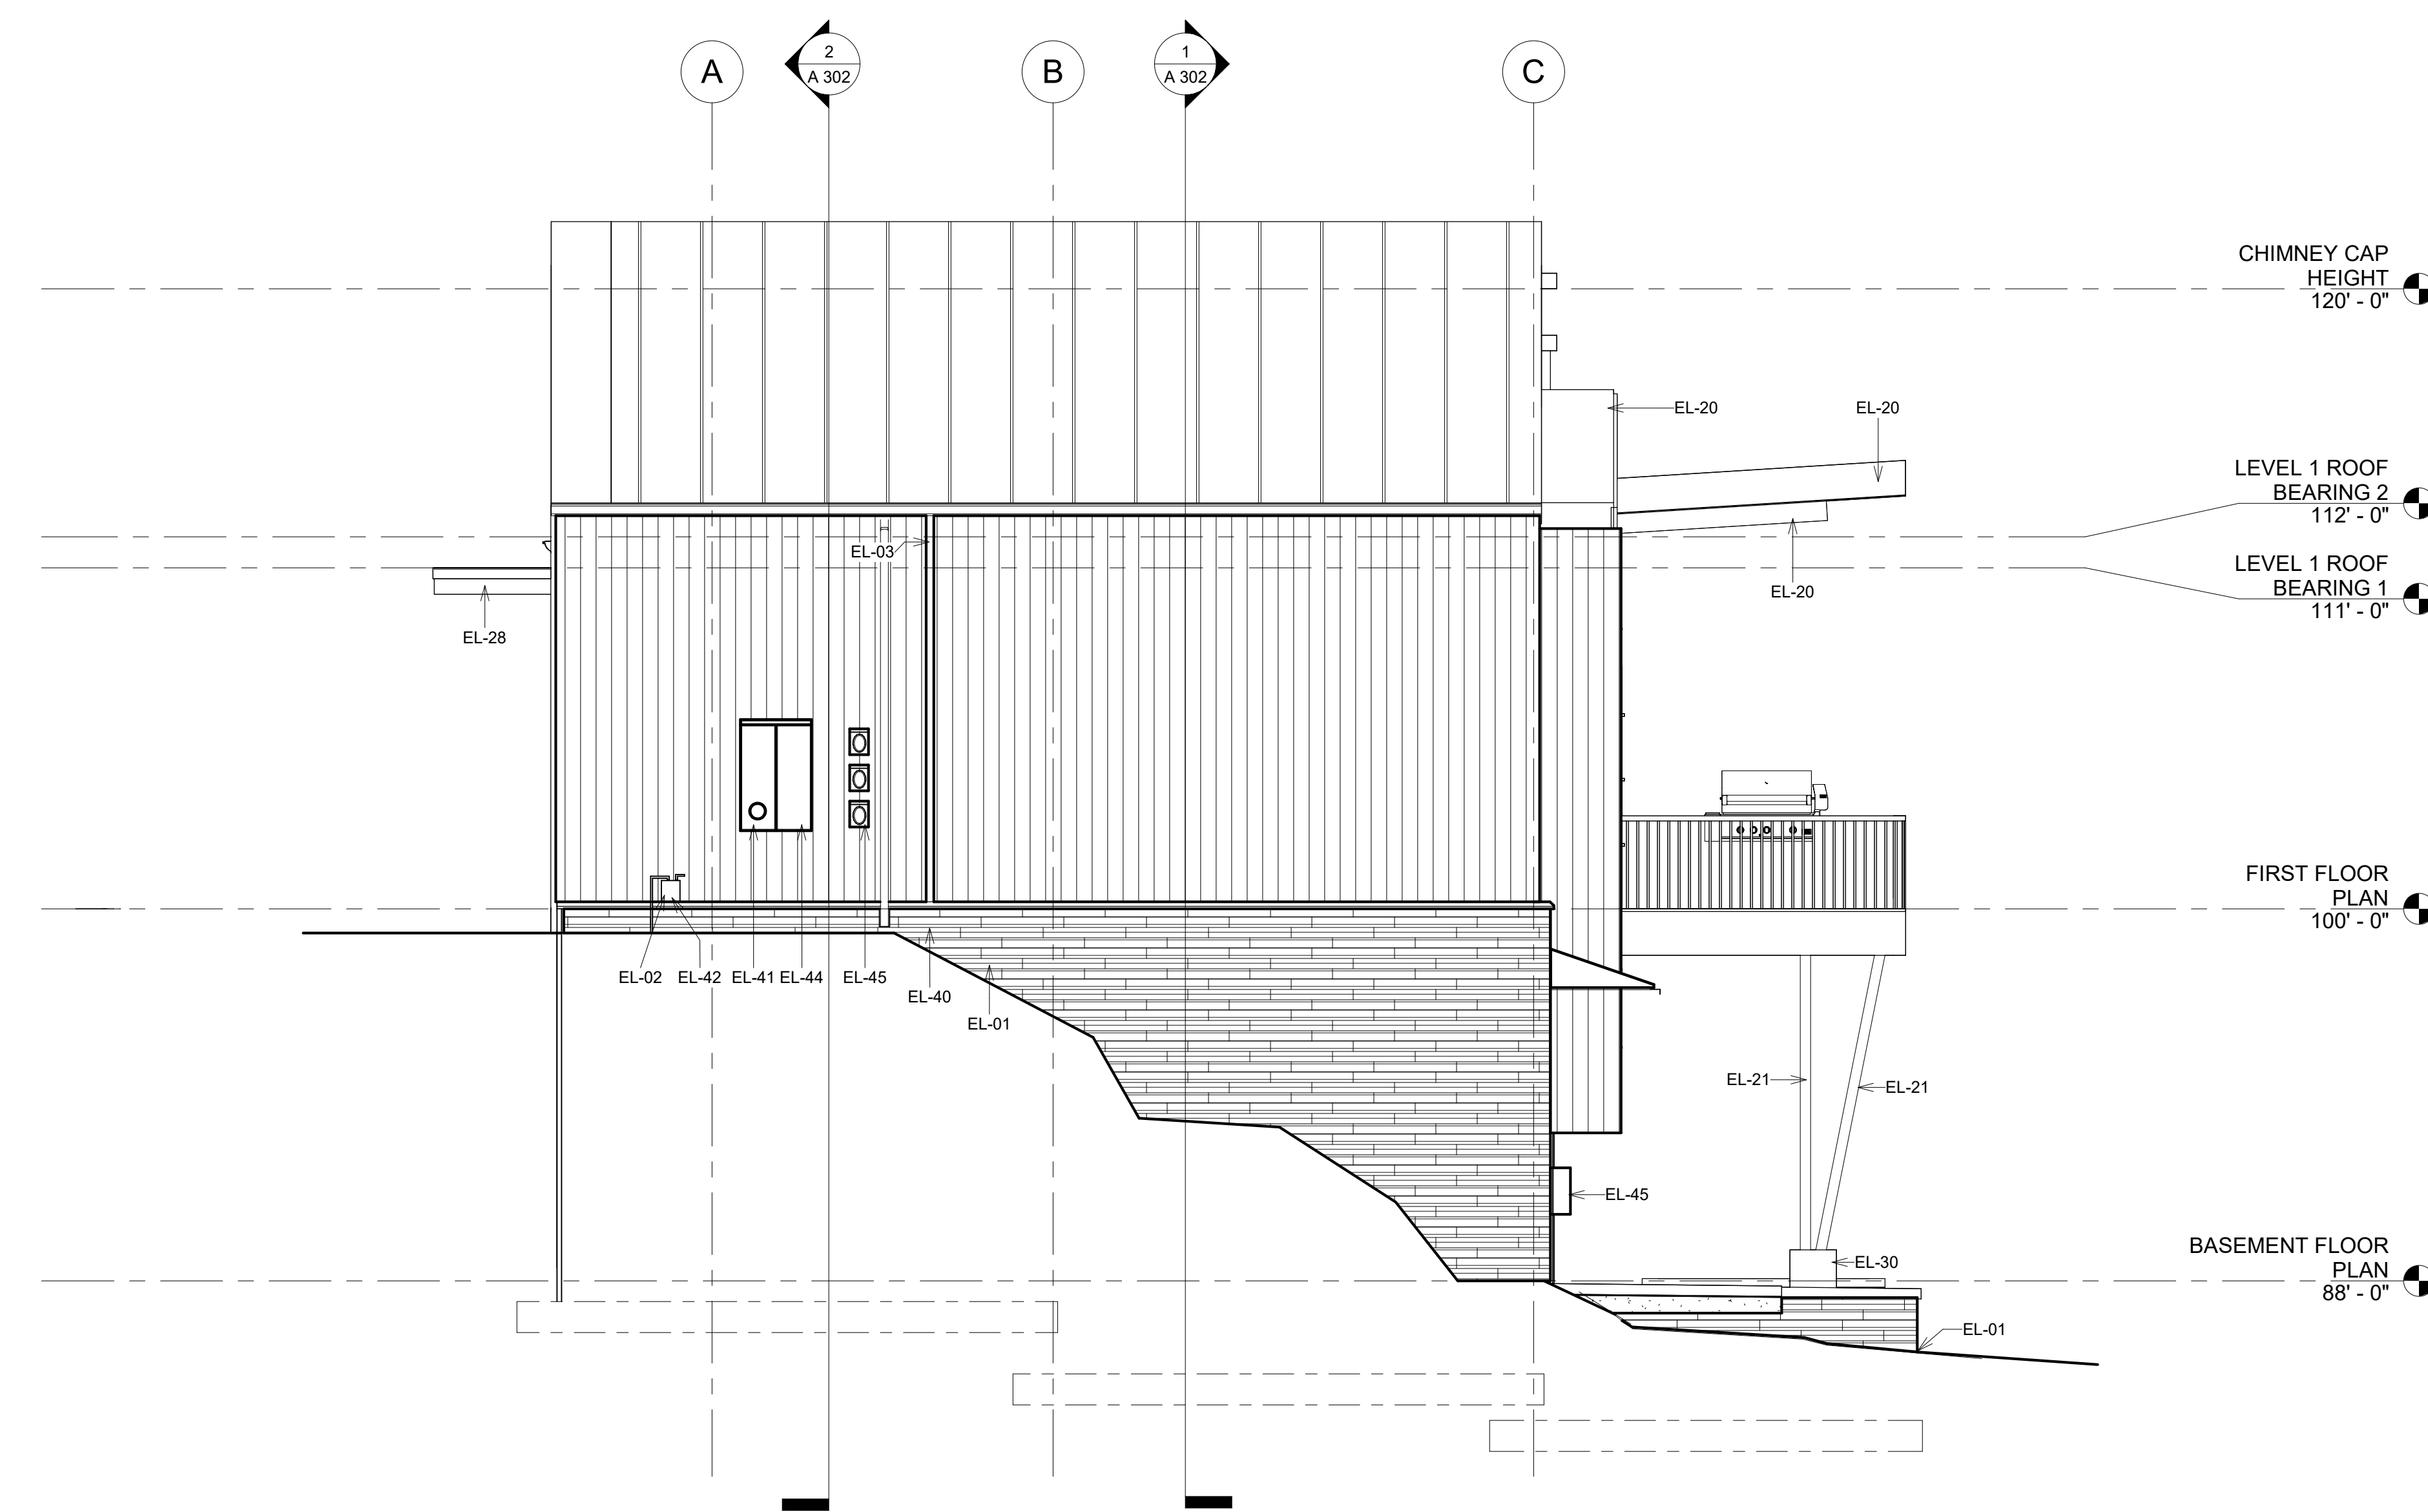 A
2
A 302
B
1
A 302
C
CHIMNEY CAP
HEIGHT
120' - 0"
EL-20
EL-20
LEVEL 1 ROOF
BEARING 2
112' - 0"
EL-03
LEVEL 1 ROOF
BEARING 1
111' - 0"
EL-20
EL-28
FIRST FLOOR
PLAN
100' - 0"
EL-02
EL-42
EL-41
EL-44
EL-45
EL-40
EL-01
EL-21
EL-21
EL-45
BASEMENT FLOOR
PLAN
88' - 0"
EL-30
EL-01